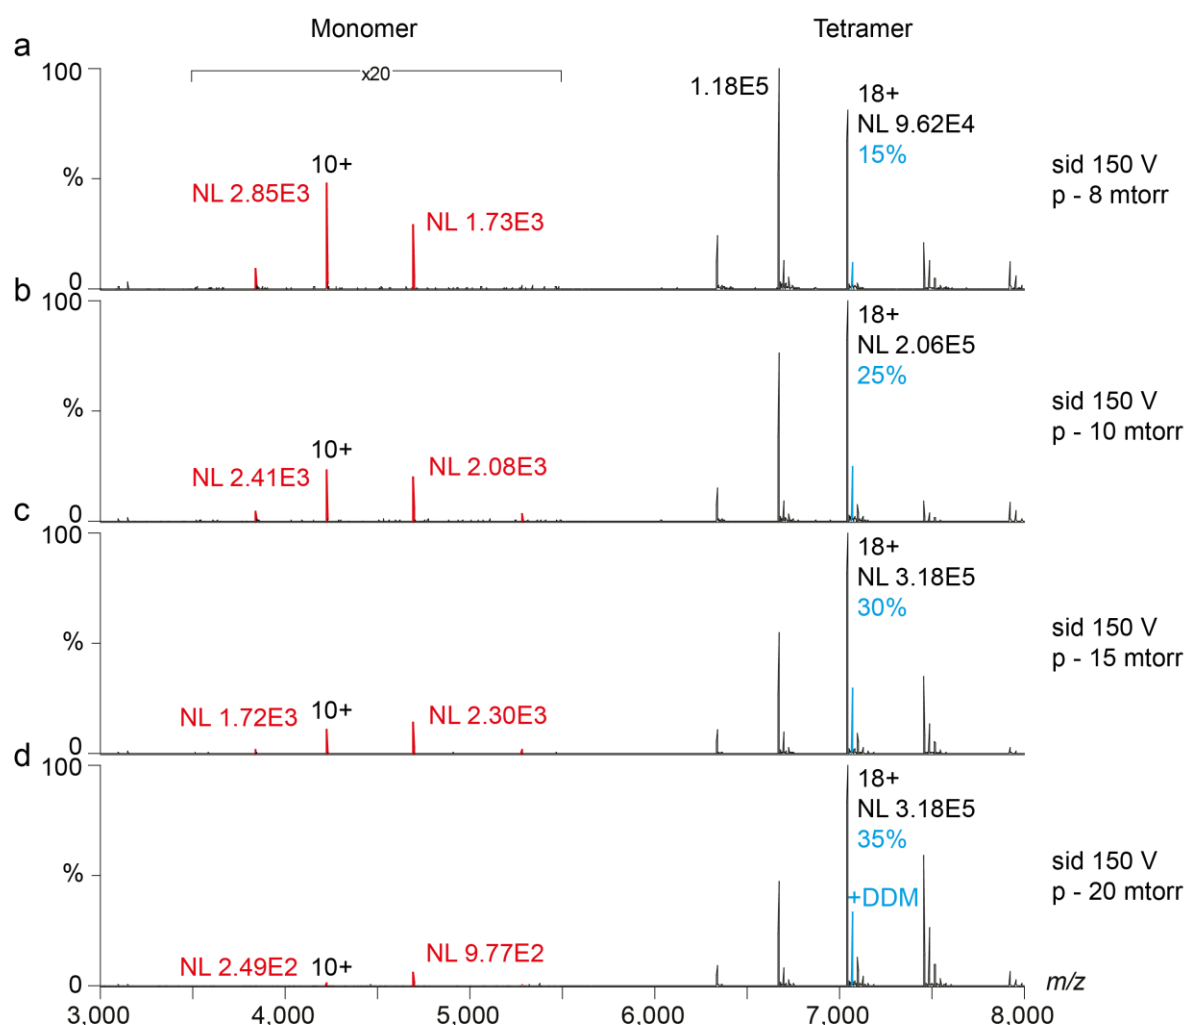 Monomer
Tetramer
a
100
x20
1.18E5
18+
NL 9.62E4
15%
10+
%
NL 2.85E3
NL 1.73E3
sid 150 V
p - 8 mtorr
0
b
100
18+
NL 2.06E5
25%
%
10+
NL 2.41E3
NL 2.08E3
sid 150 V
p - 10 mtorr
0
c
100
18+
NL 3.18E5
30%
%
NL 1.72E3
10+
NL 2.30E3
sid 150 V
p - 15 mtorr
0
d
100
18+
NL 3.18E5
35%
%
+DDM
NL 2.49E2
10+
NL 9.77E2
sid 150 V
p - 20 mtorr
0
m/z
3,000
4,000
5,000
6,000
7,000
8,000